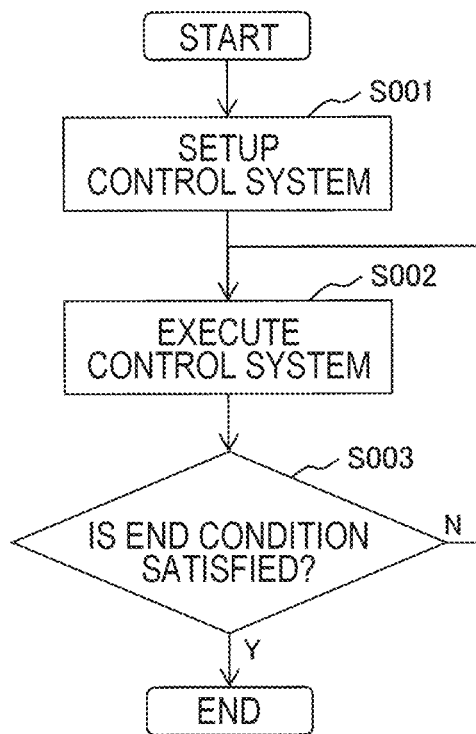 START
S001
SETUP
CONTROL SYSTEM
S002
EXECUTE
CONTROL SYSTEM
S003
IS END CONDITION
SATISFIED?
N
Y
END